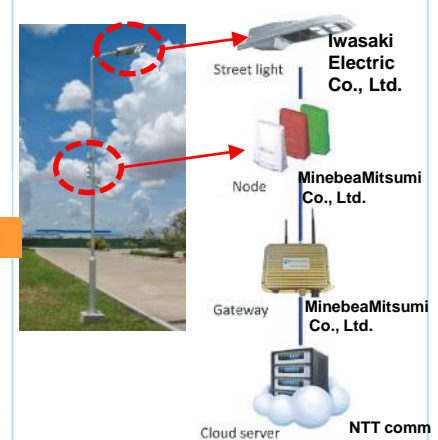 Iwasaki
Electric
Co., Ltd.
Street light
Node
MinebeaMitsumi
Co., Ltd.
Gateway
MinebeaMitsumi
Co., Ltd.
Cloud server
NTT comm